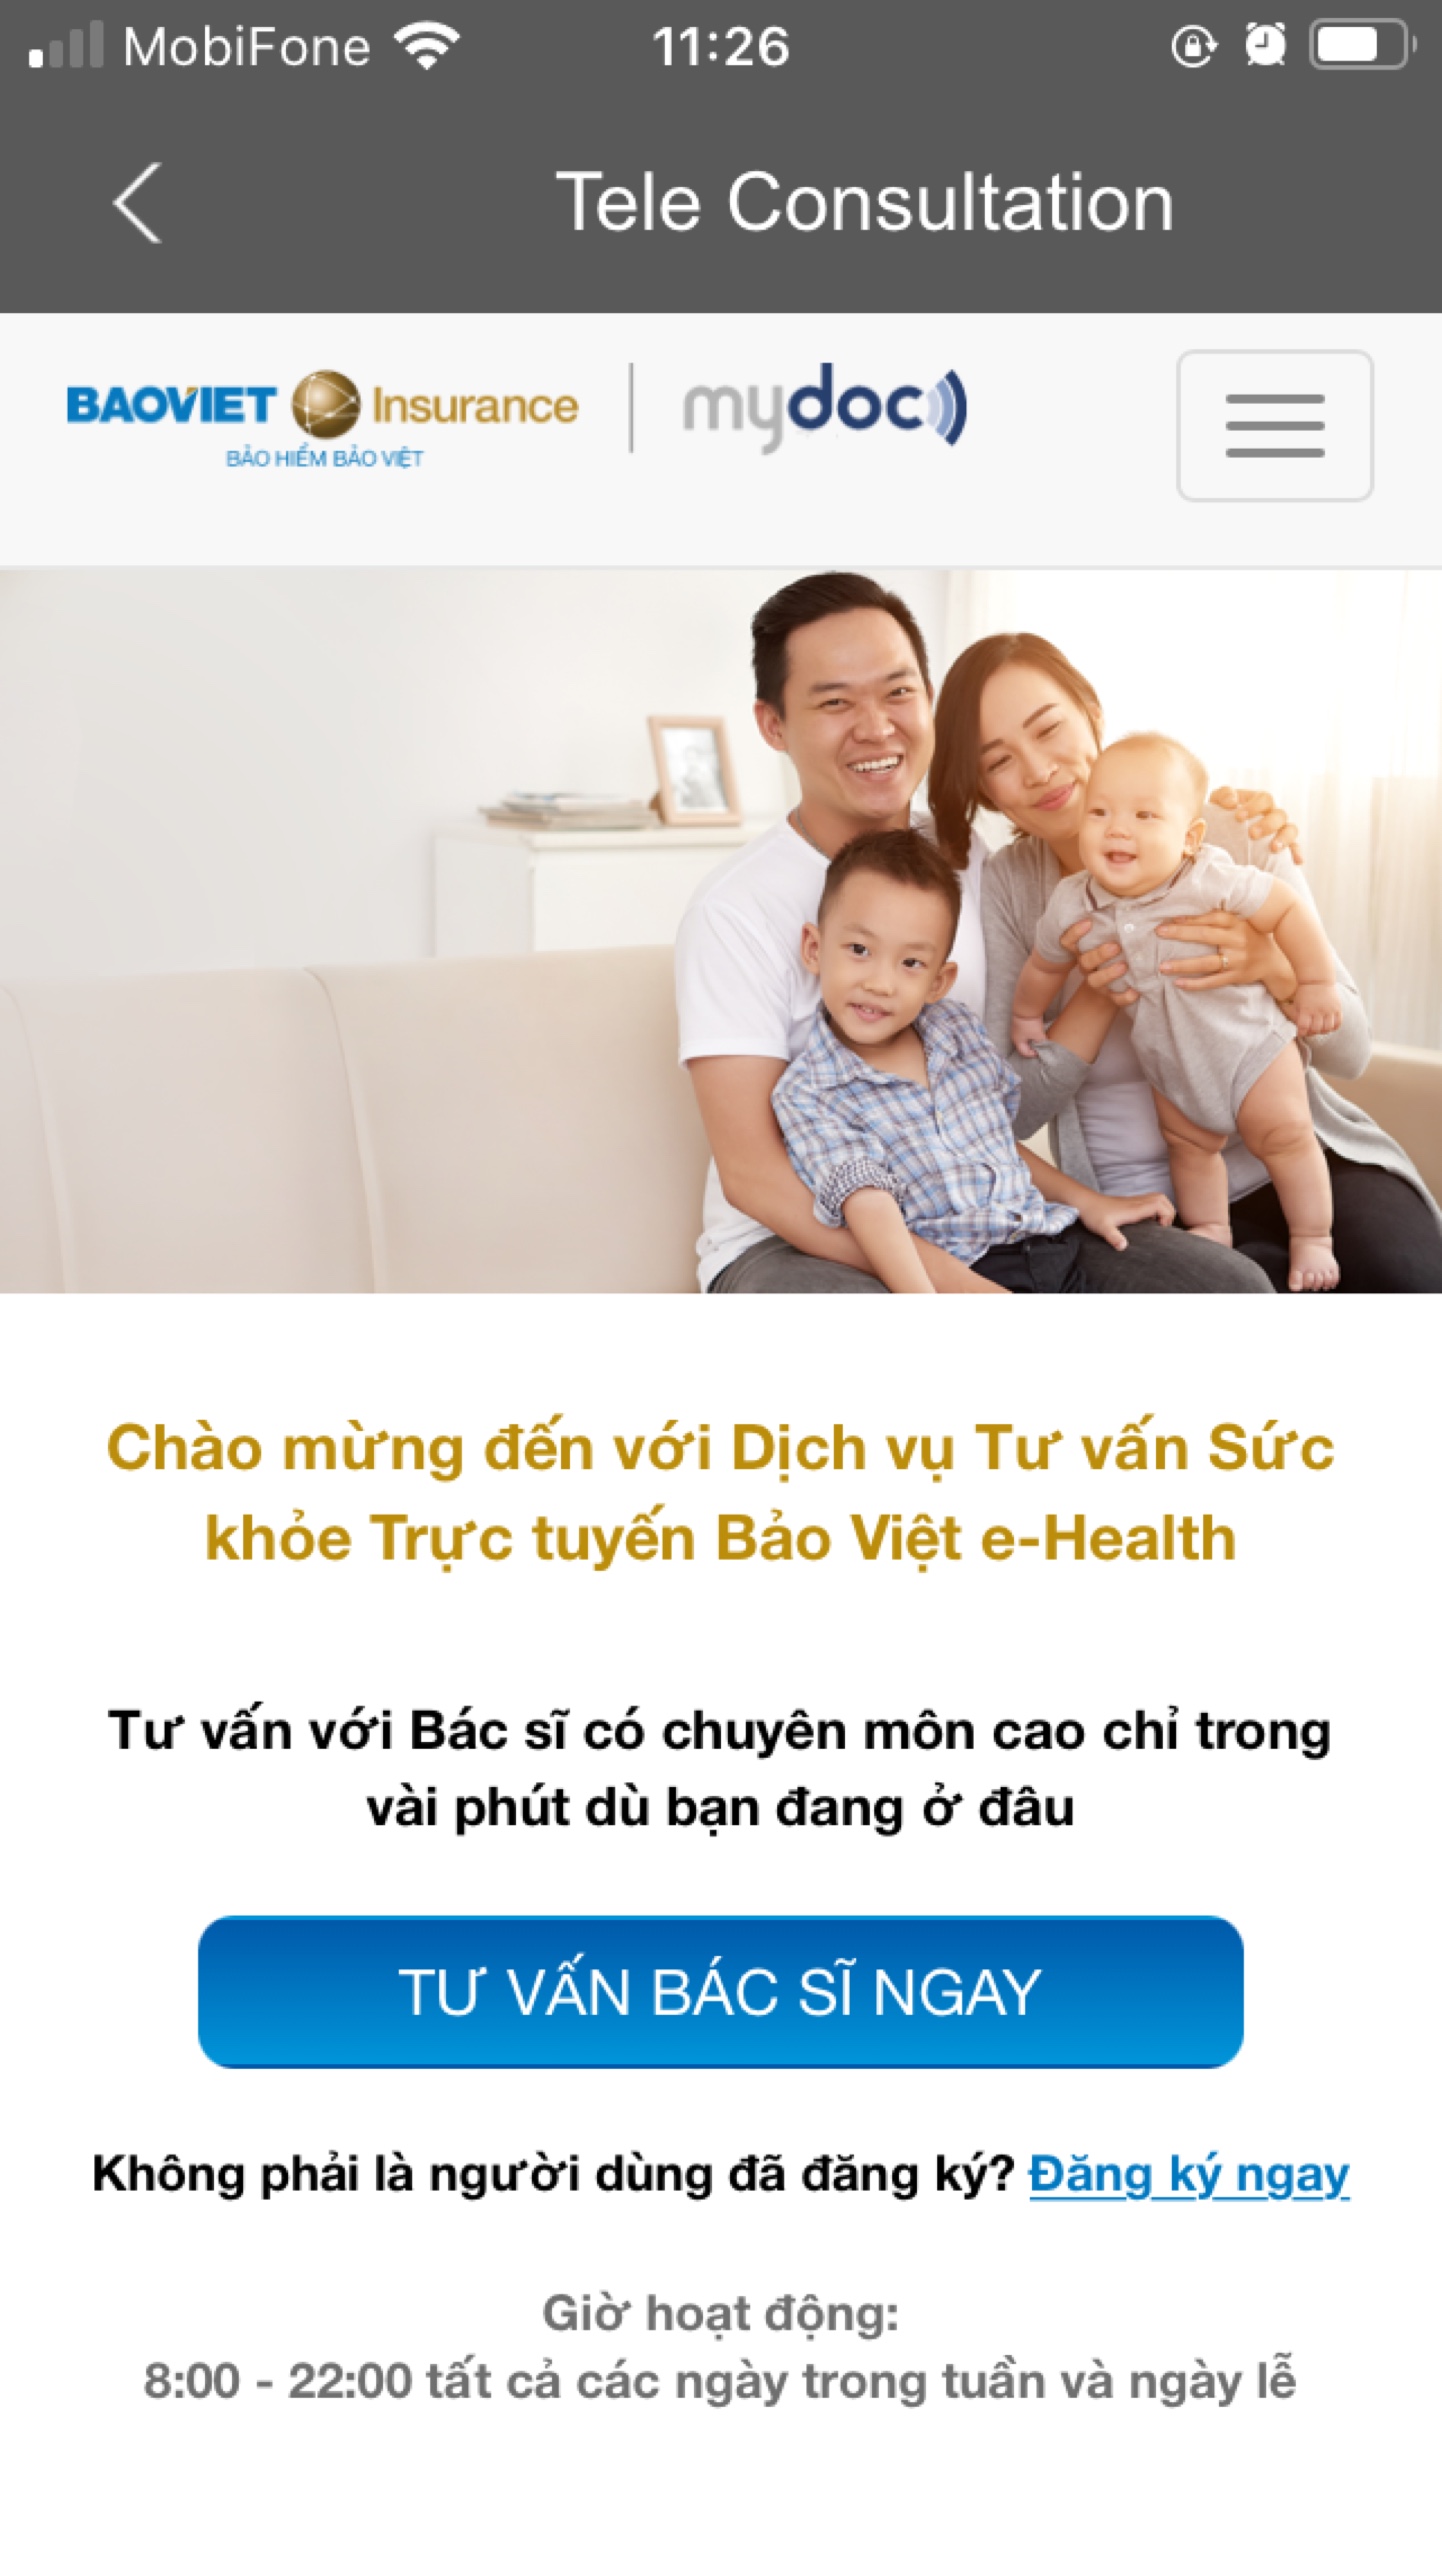 MobiFone 11:26
Tele Consultation
BAOVIET Insurance mydoc
BẢO HIỂM BẢO VIỆT
Chào mừng đến với Dịch vụ Tư vấn Sức
khỏe Trực tuyến Bảo Việt e-Health
Tư vấn với Bác sĩ có chuyên môn cao chỉ trong
vài phút dù bạn đang ở đâu
TƯ VẤN BÁC SĨ NGAY
Không phải là người dùng đã đăng ký? Đăng ký ngay
Giờ hoạt động:
8:00 - 22:00 tất cả các ngày trong tuần và ngày lễ